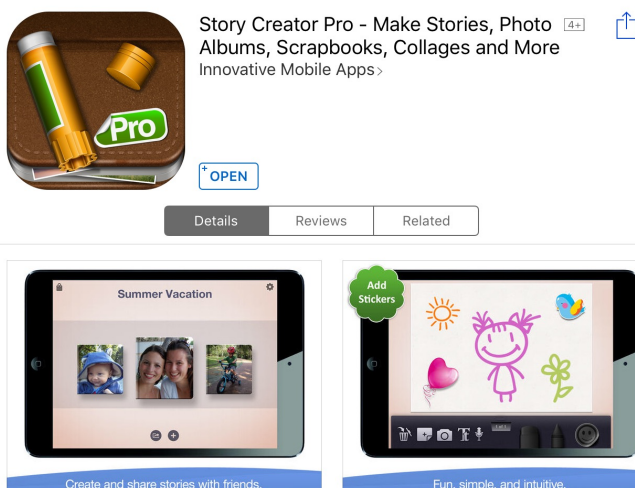 Story Creator Pro - Make Stories, Photo 4+
Albums, Scrapbooks, Collages and More
Innovative Mobile Apps>
Pro
+ OPEN
Details
Reviews
Related
Summer Vacation
Create and share stories with friends.
Add
Stickers
Fun, simple, and intuitive.